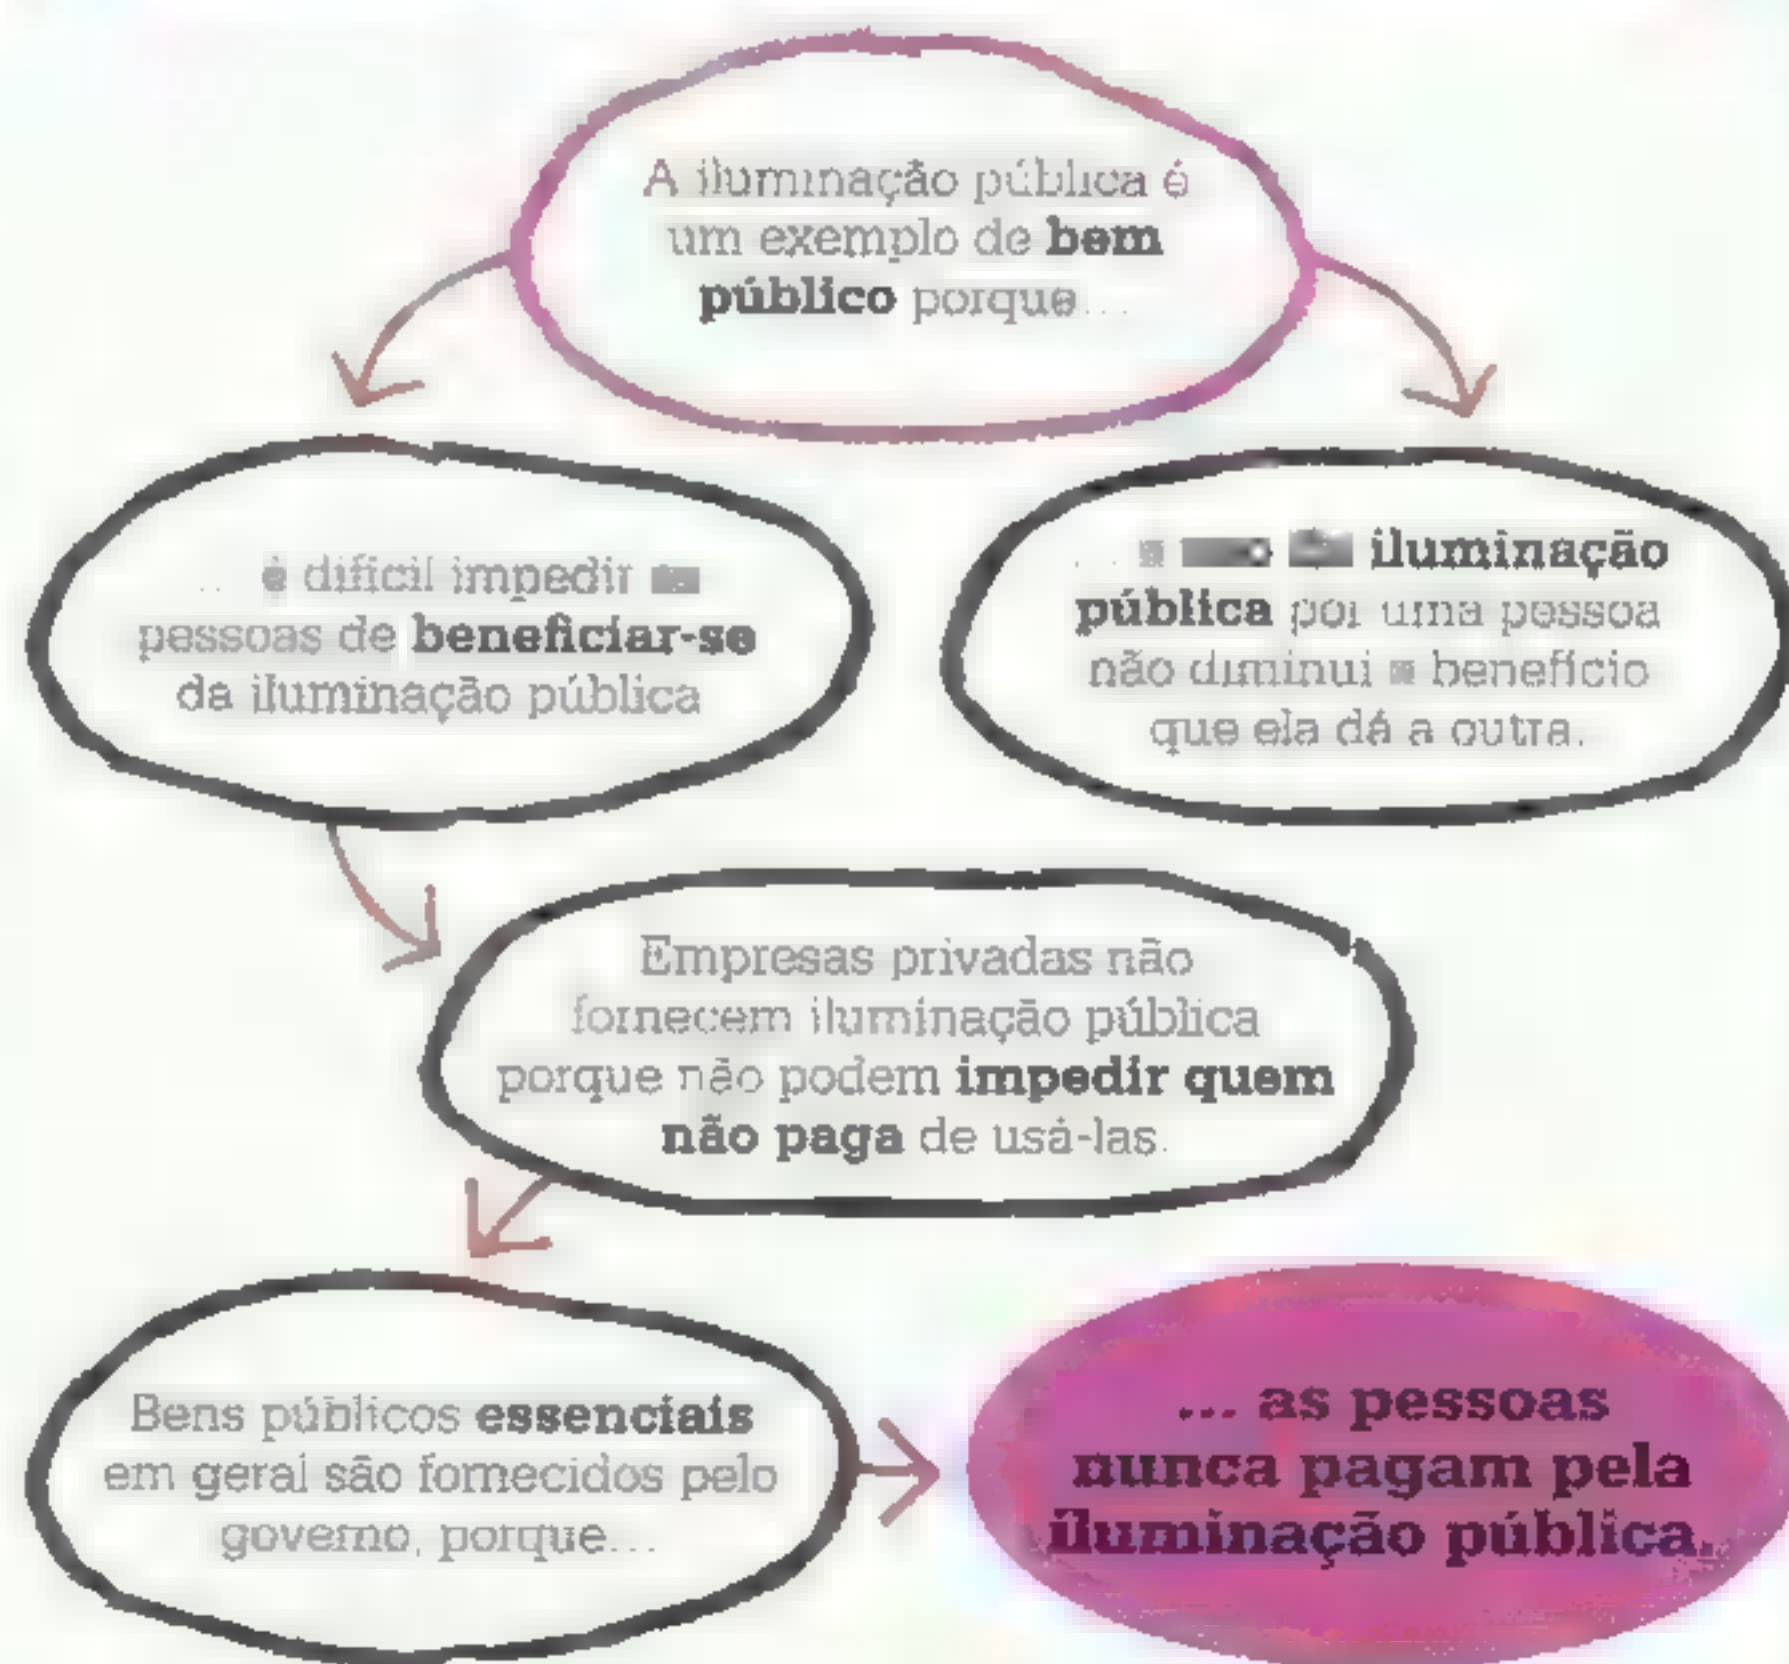 A iluminação pública é
um exemplo de bem
público porque...
... é difícil impedir
pessoas de beneficiar-se
da iluminação pública
... iluminação
pública por uma pessoa
não diminui benefício
que ela dá a outra.
Empresas privadas não
fornecem iluminação pública
porque não podem impedir quem
não paga de usá-las.
Bens públicos essenciais
em geral são fornecidos pelo
governo, porque...
... as pessoas
nunca pagam pela
iluminação pública.